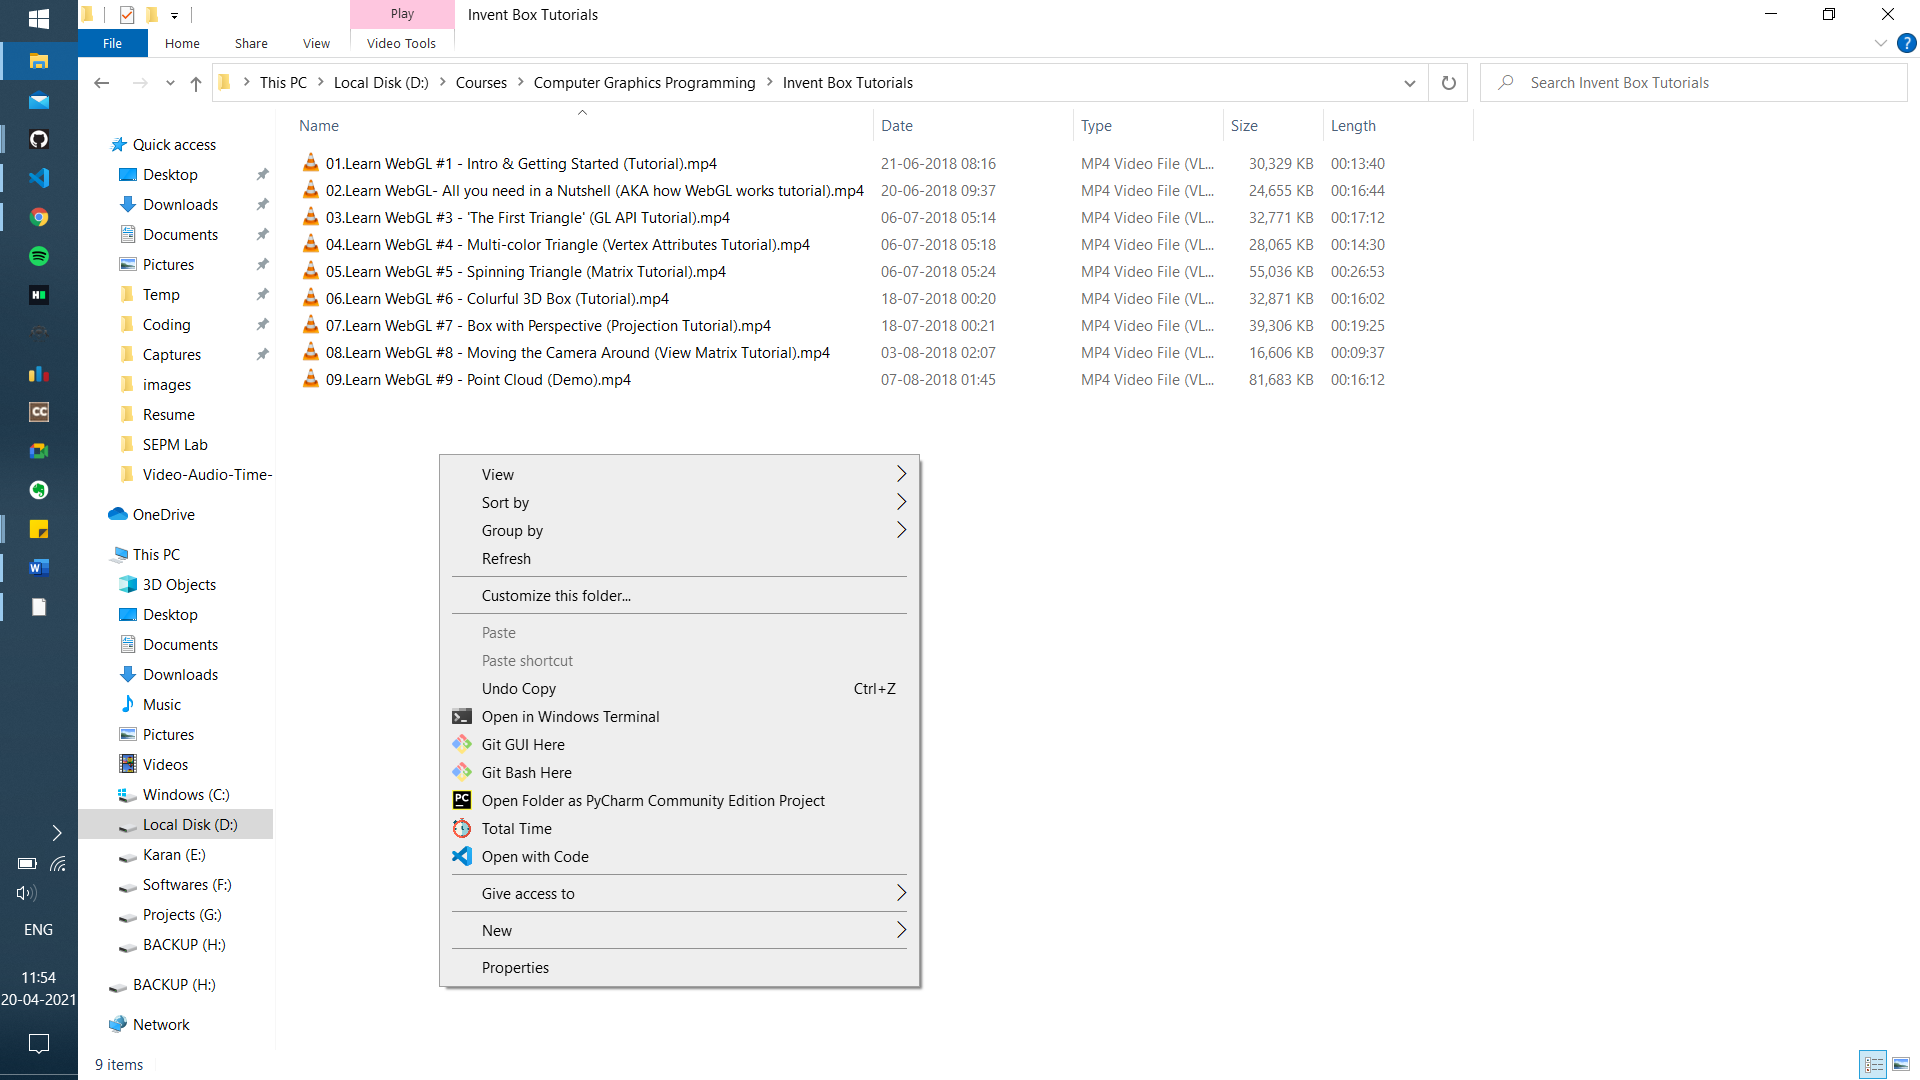 Play
Invent Box Tutorials
File
Home
Share
View
Video Tools
?
This PC
Local Disk (D:)
Courses
Computer Graphics Programming
Invent Box Tutorials
Search Invent Box Tutorials
Name
Date
Type
Size
Length
01.Learn WebGL #1 - Intro & Getting Started (Tutorial).mp4 21-06-2018 08:16 MP4 Video File (VL... 30,329 KB 00:13:40
02.Learn WebGL- All you need in a Nutshell (AKA how WebGL works tutorial).mp4 20-06-2018 09:37 MP4 Video File (VL... 24,655 KB 00:16:44
03.Learn WebGL #3 - 'The First Triangle' (GL API Tutorial).mp4 06-07-2018 05:14 MP4 Video File (VL... 32,771 KB 00:17:12
04.Learn WebGL #4 - Multi-color Triangle (Vertex Attributes Tutorial).mp4 06-07-2018 05:18 MP4 Video File (VL... 28,065 KB 00:14:30
05.Learn WebGL #5 - Spinning Triangle (Matrix Tutorial).mp4 06-07-2018 05:24 MP4 Video File (VL... 55,036 KB 00:26:53
06.Learn WebGL #6 - Colurful 3D Box (Tutorial).mp4 18-07-2018 00:20 MP4 Video File (VL... 32,871 KB 00:16:02
07.Learn WebGL #7 - Box with Perspective (Projection Tutorial).mp4 18-07-2018 00:21 MP4 Video File (VL... 39,306 KB 00:19:25
08.Learn WebGL #8 - Moving the Camera Around (View Matrix Tutorial).mp4 03-08-2018 02:07 MP4 Video File (VL... 16,606 KB 00:09:37
09.Learn WebGL #9 - Point Cloud (Demo).mp4 07-08-2018 01:45 MP4 Video File (VL... 81,683 KB 00:16:12
Quick access
Desktop
Downloads
Documents
Pictures
Temp
Coding
Captures
images
Resume
SEPM Lab
Video-Audio-Time-
OneDrive
This PC
3D Objects
Desktop
Documents
Downloads
Music
Pictures
Videos
Windows (C:)
Local Disk (D:)
Karan (E:)
Softwares (F:)
Projects (G:)
BACKUP (H:)
BACKUP (H:)
Network
9 items
View
Sort by
Group by
Refresh
Customize this folder...
Paste
Paste shortcut
Undo Copy Ctrl+Z
Open in Windows Terminal
Git GUI Here
Git Bash Here
PC
Open Folder as PyCharm Community Edition Project
Total Time
Open with Code
Give access to
New
Properties
H
CC
W
ENG
11:54
20-04-2021